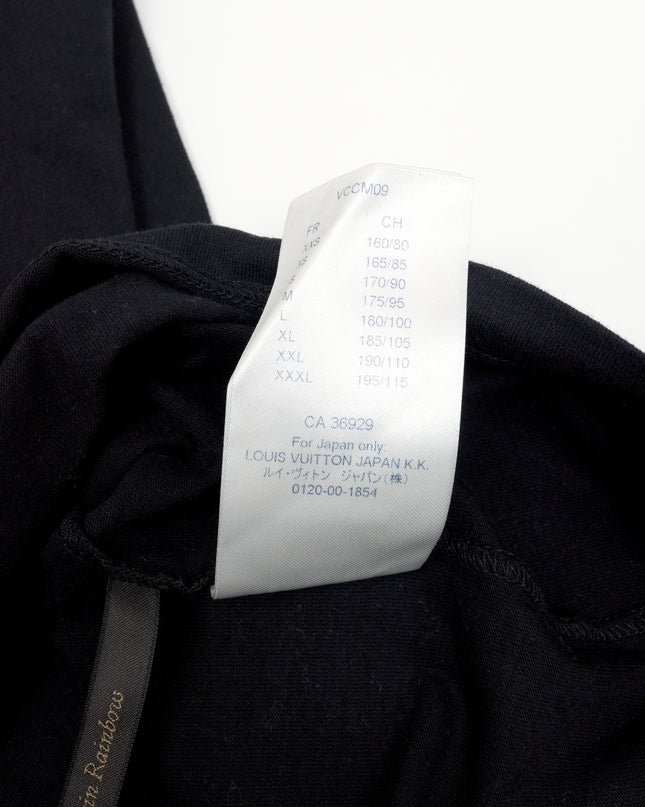 VCCM09
FR CH
XXS 160/80
XS 165/85
S 170/90
M 175/95
L 180/100
XL 185/105
XXL 190/110
XXXL 195/115
CA 36929
For Japan only:
LOUIS VUITTON JAPAN K.K.
ルイ・ヴィトン ジャパン(株)
0120-00-1854
in Rainbow